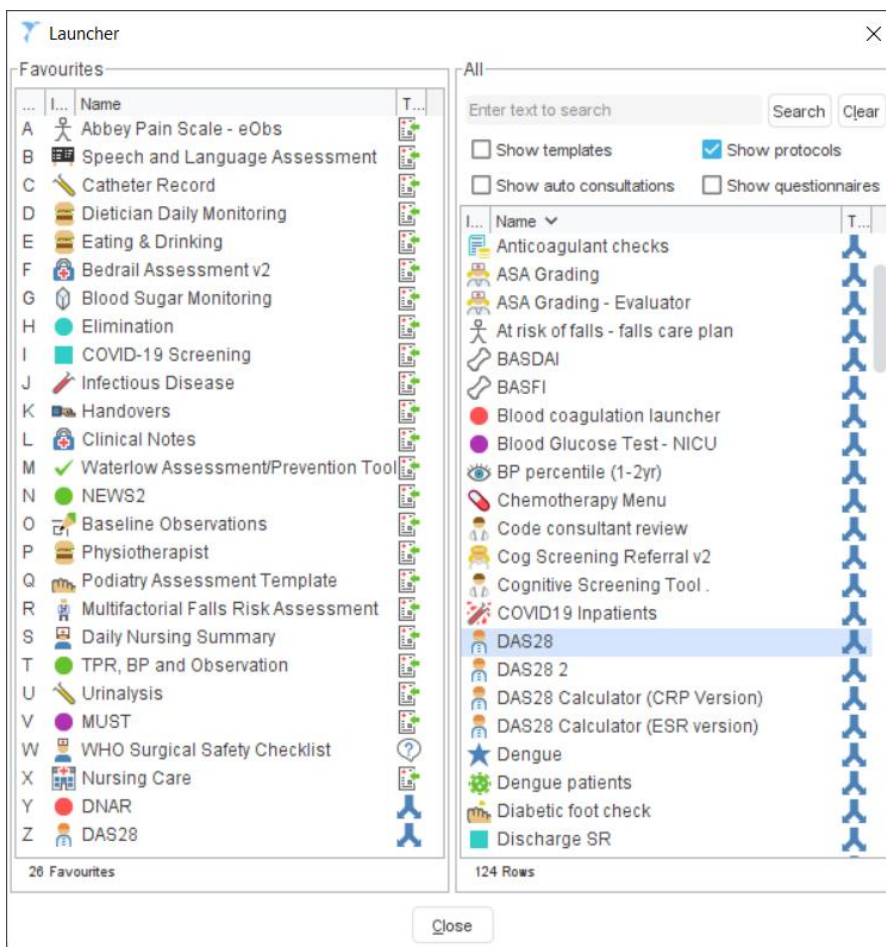 Launcher
Favourites
... I... Name T...
A Abbey Pain Scale - eObs
B Speech and Language Assessment
C Catheter Record
D Dietician Daily Monitoring
E Eating & Drinking
F Bedrail Assessment v2
G Blood Sugar Monitoring
H Elimination
I COVID-19 Screening
J Infectious Disease
K Handovers
L Clinical Notes
M Waterlow Assessment/Prevention Tool
N NEWS2
O Baseline Observations
P Physiotherapist
Q Podiatry Assessment Template
R Multifactorial Falls Risk Assessment
S Daily Nursing Summary
T TPR, BP and Observation
U Urinalysis
V MUST
W WHO Surgical Safety Checklist
X Nursing Care
Y DNAR
Z DAS28
26 Favourites
All
Enter text to search Search Clear
Show templates Show protocols
Show auto consultations Show questionnaires
I... Name T...
Anticoagulant checks
ASA Grading
ASA Grading - Evaluator
At risk of falls - falls care plan
BASDAI
BASFI
Blood coagulation launcher
Blood Glucose Test - NICU
BP percentile (1-2yr)
Chemotherapy Menu
Code consultant review
Cog Screening Referral v2
Cognitive Screening Tool .
COVID19 Inpatients
DAS28
DAS28 2
DAS28 Calculator (CRP Version)
DAS28 Calculator (ESR version)
Dengue
Dengue patients
Diabetic foot check
Discharge SR
124 Rows
Close